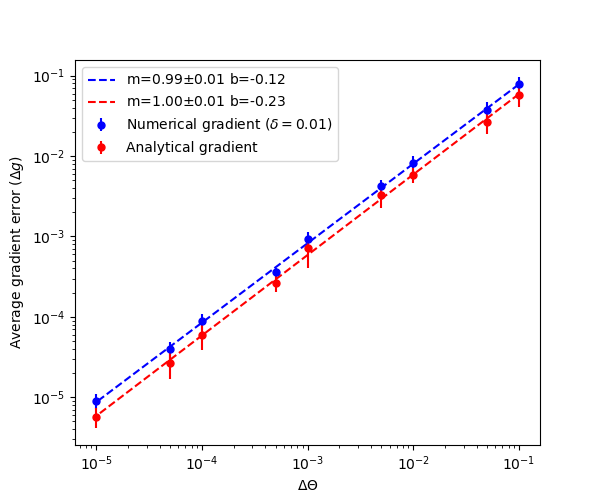 m=0.99±0.01 b=-0.12
m=1.00±0.01 b=-0.23
Numerical gradient (δ = 0.01)
Analytical gradient
Average gradient error (Δg)
10⁻¹
10⁻²
10⁻³
10⁻⁴
10⁻⁵
10⁻⁵ 10⁻⁴ 10⁻³ 10⁻² 10⁻¹
ΔΘ